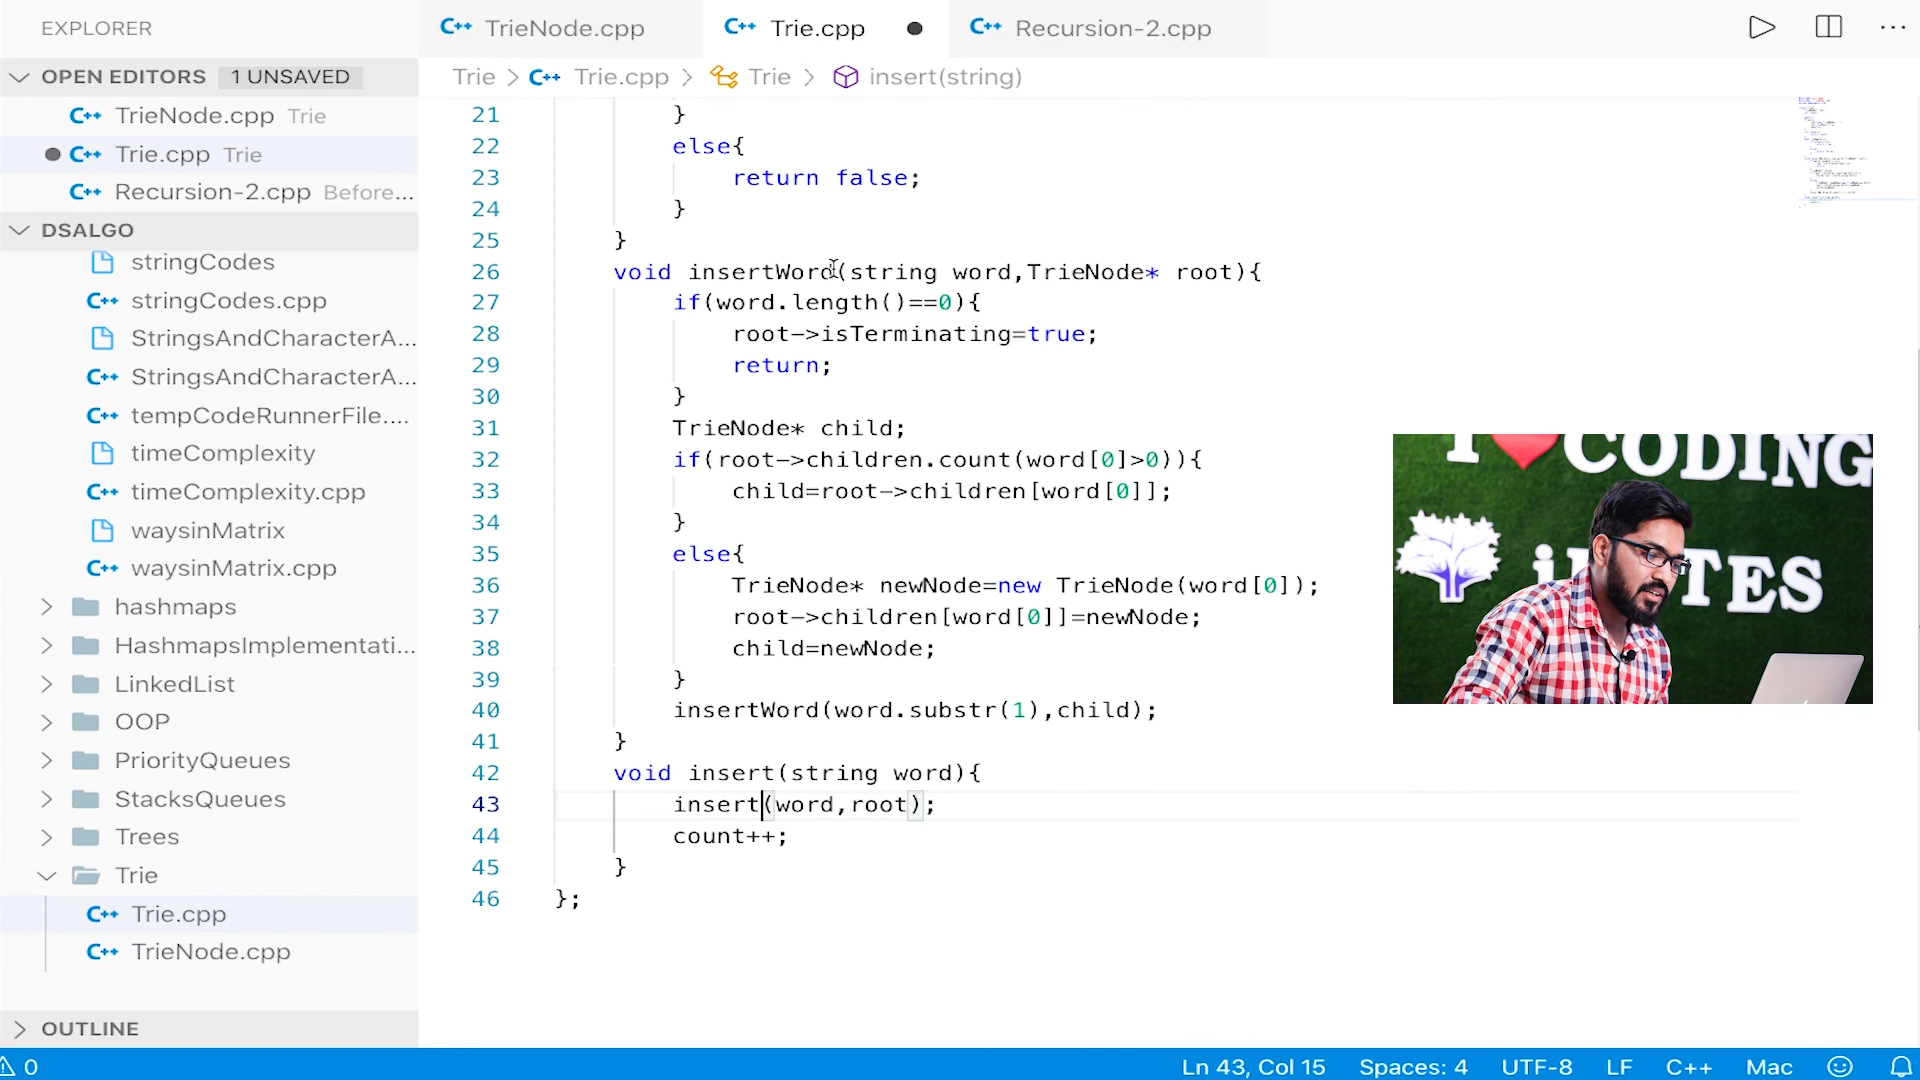 EXPLORER
TrieNode.cpp
Trie.cpp
Recursion-2.cpp
OPEN EDITORS 1 UNSAVED
Trie > Trie.cpp > Trie > insert(string)
TrieNode.cpp Trie
Trie.cpp Trie
Recursion-2.cpp Before...
DSALGO
stringCodes
stringCodes.cpp
StringsAndCharacterA...
StringsAndCharacterA...
tempCodeRunnerFile....
timeComplexity
timeComplexity.cpp
waysinMatrix
waysinMatrix.cpp
hashmaps
HashmapsImplementati...
LinkedList
OOP
PriorityQueues
StacksQueues
Trees
Trie
Trie.cpp
TrieNode.cpp
OUTLINE
21 }
22 else{
23 return false;
24 }
25 }
26 void insertWord(string word,TrieNode* root){
27 if(word.length()==0){
28 root->isTerminating=true;
29 return;
30 }
31 TrieNode* child;
32 if(root->children.count(word[0]>0)){
33 child=root->children[word[0]];
34 }
35 else{
36 TrieNode* newNode=new TrieNode(word[0]);
37 root->children[word[0]]=newNode;
38 child=newNode;
39 }
40 insertWord(word.substr(1),child);
41 }
42 void insert(string word){
43 insert(word,root);
44 count++;
45 }
46 };
CODING
0
Ln 43, Col 15 Spaces: 4 UTF-8 LF C++ Mac